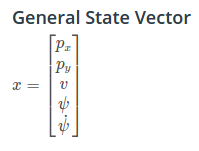 General State Vector
x = [p_x
p_y
v
ψ
ψ̇]